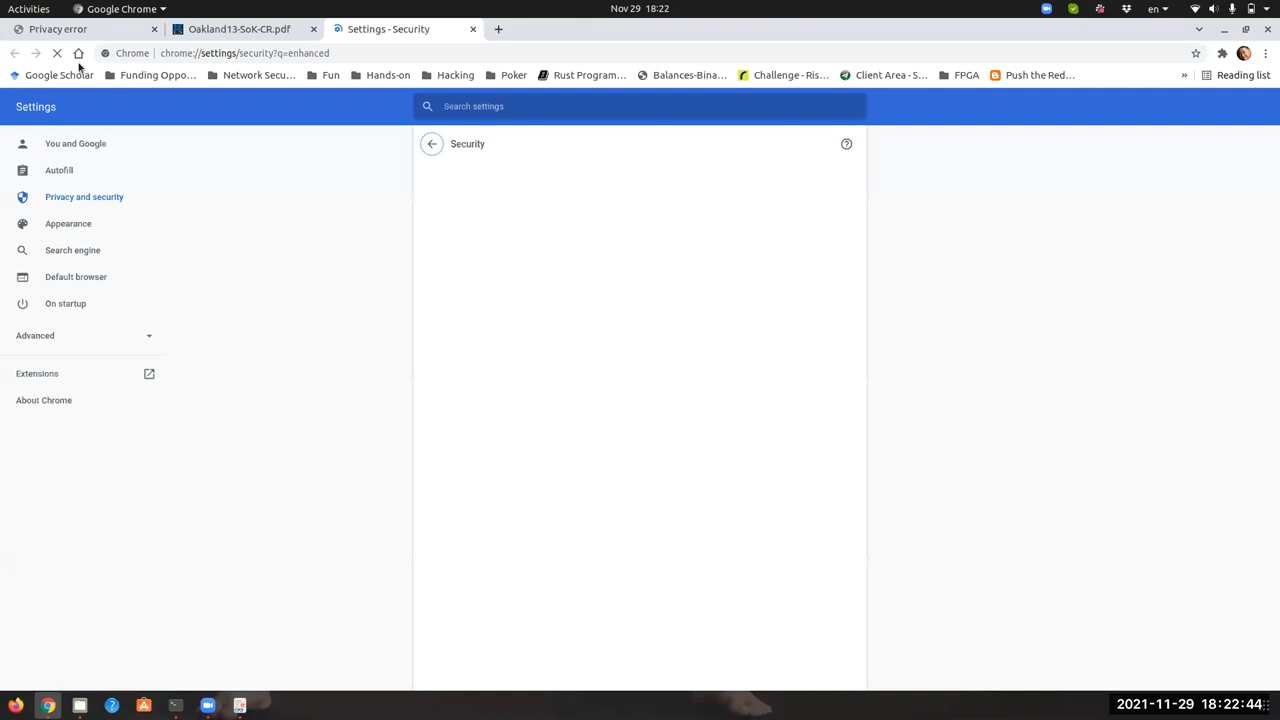 Activities Google Chrome Nov 29 18:22 en
Privacy error Oakland13-SoK-CR.pdf Settings - Security
Chrome chrome://settings/security?q=enhanced
Google Scholar Funding Oppo... Network Secu... Fun Hands-on Hacking Poker Rust Program... Balances-Bina... Challenge - Ris... Client Area - S... FPGA Push the Red... » Reading list
Settings Search settings
You and Google Security
Autofill
Privacy and security
Appearance
Search engine
Default browser
On startup
Advanced
Extensions
About Chrome
2021-11-29 18:22:44